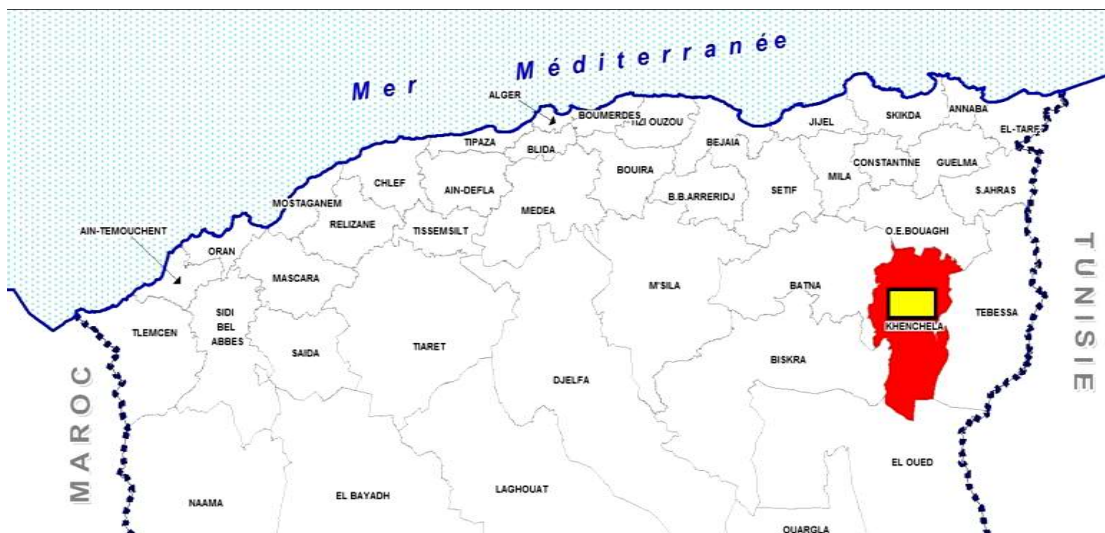 Mer Méditerranée
ALGER
BOUMERDES
TIZI OUZOU
JIJEL
SKIKDA
ANNABA
EL-TARF
TIPAZA
BLIDA
BEJAIA
CONSTANTINE
GUELMA
CHLEF
AIN-DEFLA
BOUIRA
MILA
SETIF
S.AHRAS
B.B.ARRERIDJ
MOSTAGANEM
RELIZANE
TISSEMSILT
MEDEA
AIN-TEMOUCHENT
ORAN
O.E.BOUAGHI
MASCARA
M'SILA
BATNA
TUNISIE
TLEMCEN
SIDI
BEL
ABBES
TEBESSA
KHENCHELA
SAIDA
TIARET
BISKRA
DJELFA
MAROC
EL OUED
NAAMA
EL BAYADH
LAGHOUAT
OUARGLA